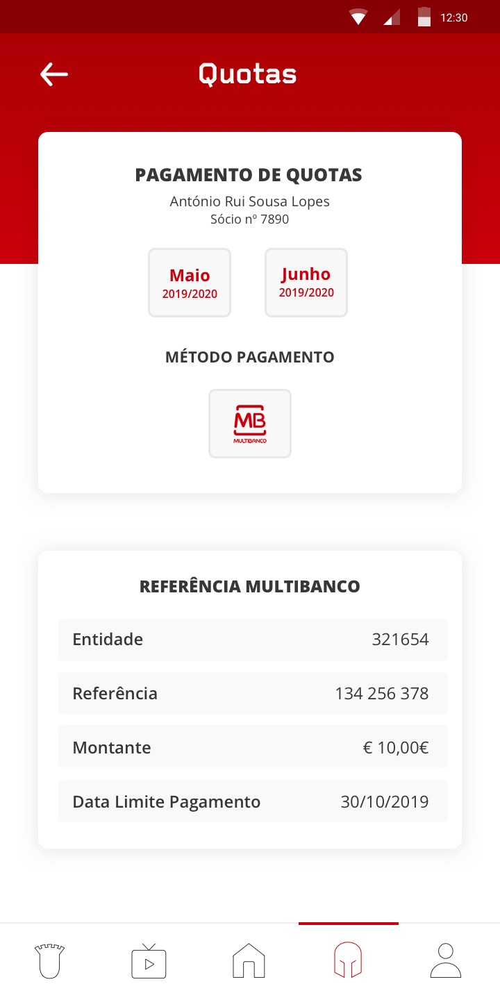 12:30
Quotas
PAGAMENTO DE QUOTAS
António Rui Sousa Lopes
Sócio nº 7890
Maio
2019/2020
Junho
2019/2020
MÉTODO PAGAMENTO
MB
MULTIBANCO
REFERÊNCIA MULTIBANCO
Entidade 321654
Referência 134 256 378
Montante € 10,00€
Data Limite Pagamento 30/10/2019